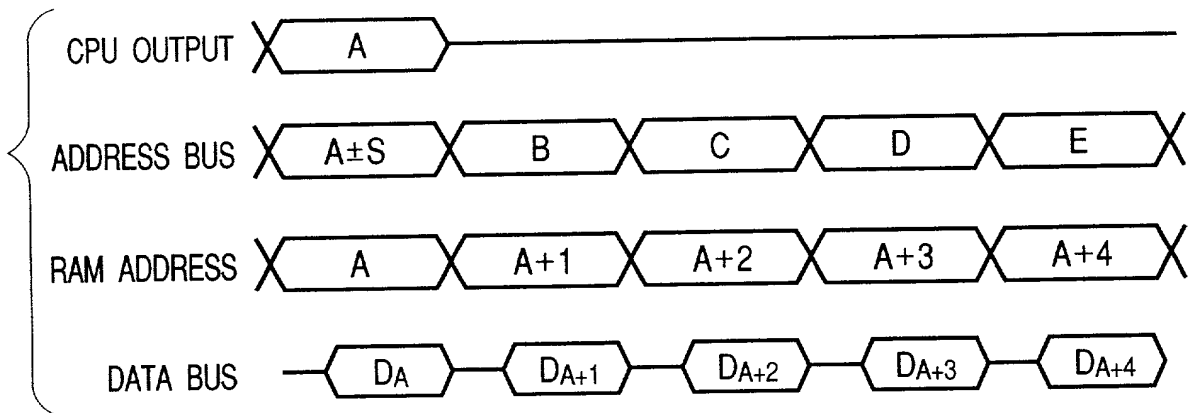 CPU OUTPUT A
ADDRESS BUS A±S B C D E
RAM ADDRESS A A+1 A+2 A+3 A+4
DATA BUS DA DA+1 DA+2 DA+3 DA+4